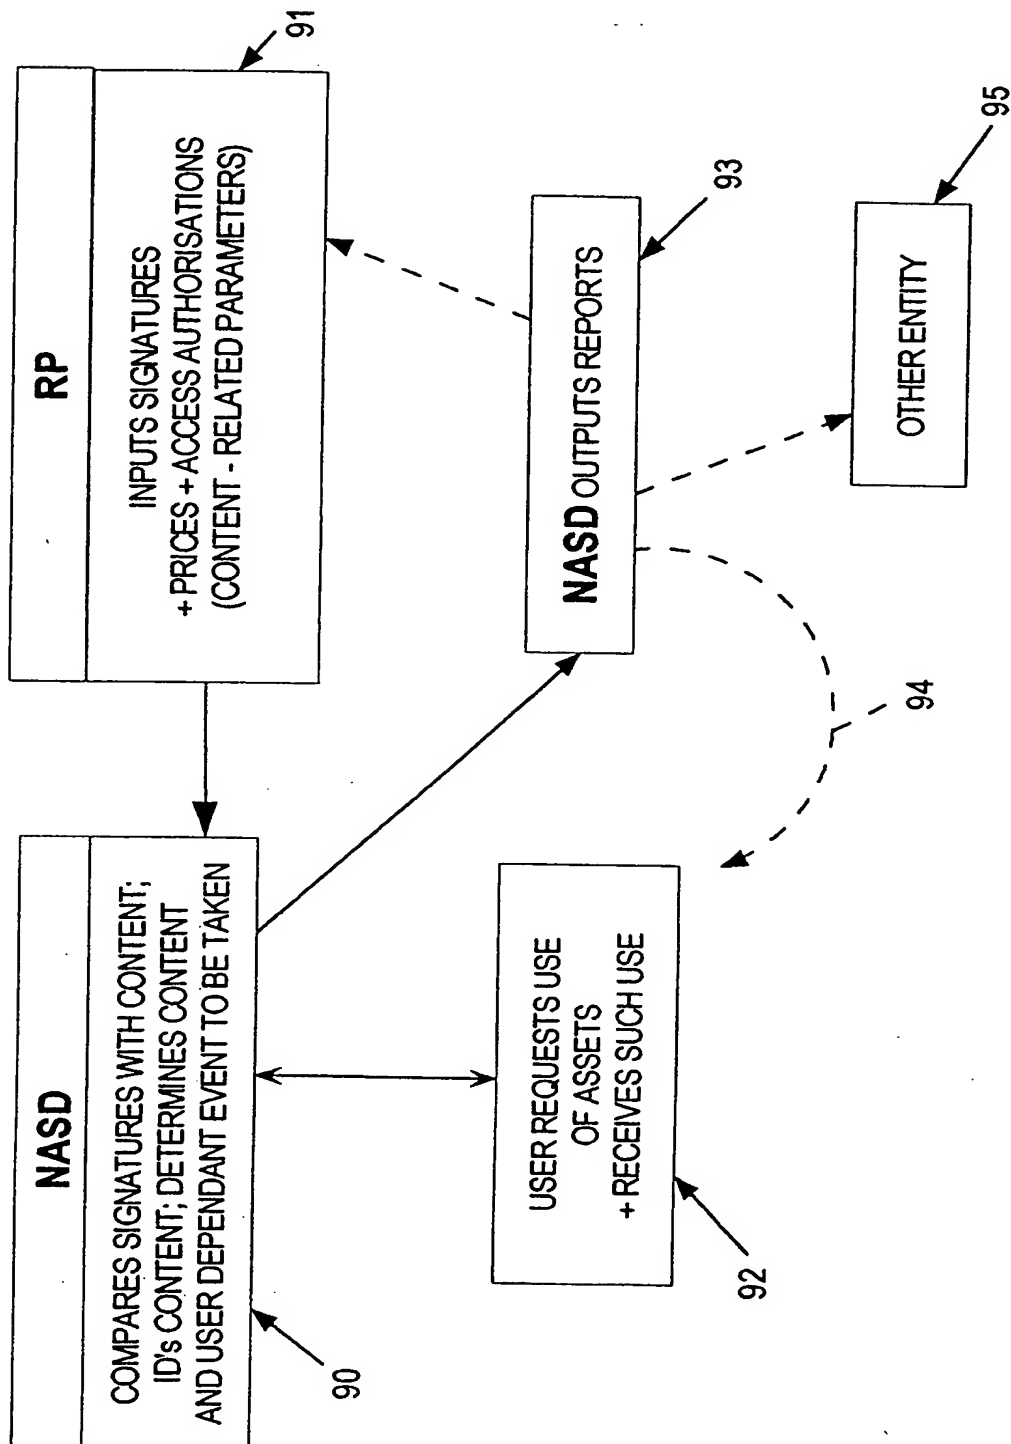 NASD
COMPARES SIGNATURES WITH CONTENT;
ID's CONTENT; DETERMINES CONTENT
AND USER DEPENDANT EVENT TO BE TAKEN
90
RP
INPUTS SIGNATURES
+ PRICES + ACCESS AUTHORISATIONS
(CONTENT - RELATED PARAMETERS)
91
USER REQUESTS USE
OF ASSETS
+ RECEIVES SUCH USE
92
NASD OUTPUTS REPORTS
93
94
OTHER ENTITY
95